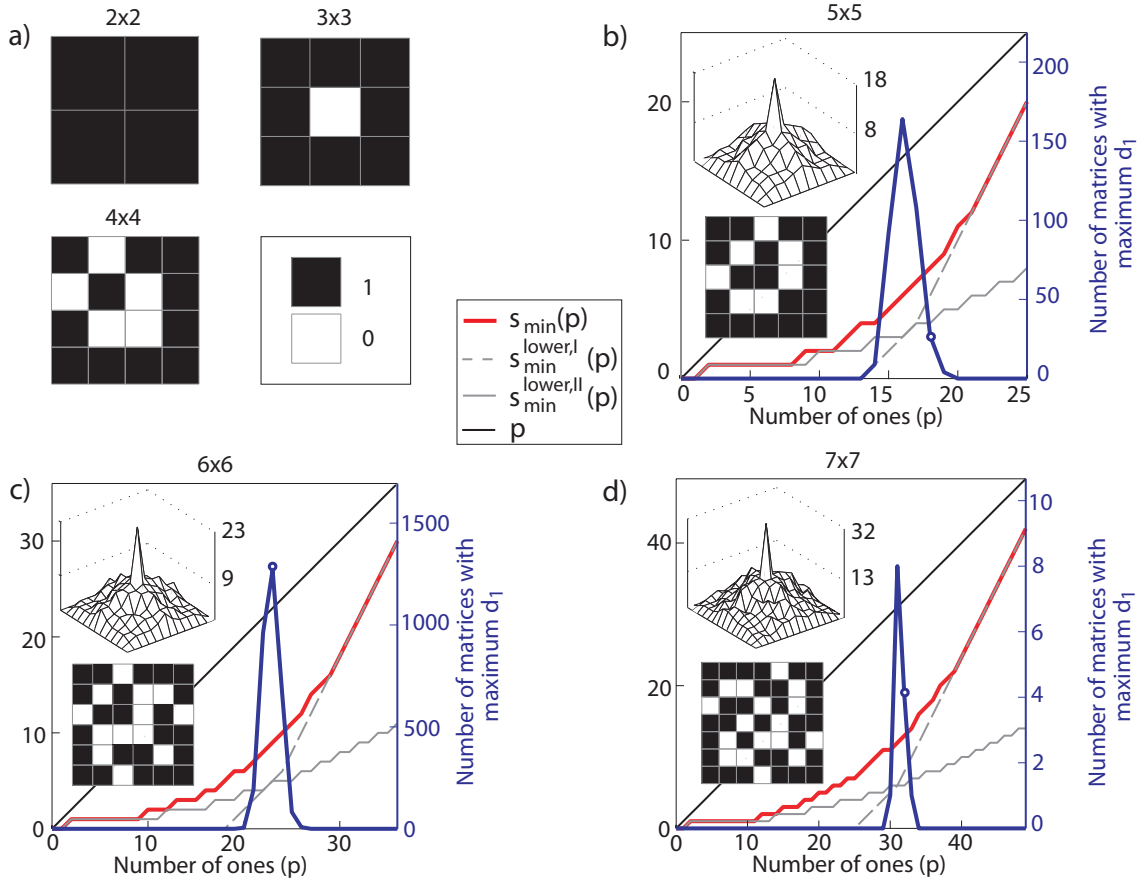 a)
2x2
3x3
4x4
1
0
s min (p)
s min lower,I (p)
s min lower,II (p)
p
b)
5x5
18
8
20
10
0
0
5
10
15
20
25
Number of ones (p)
200
150
100
50
0
Number of matrices with
maximum d1
c)
6x6
23
9
30
20
10
0
0
10
20
30
Number of ones (p)
1500
1000
500
0
Number of matrices with
maximum d1
d)
7x7
32
13
40
20
0
0
10
20
30
40
Number of ones (p)
10
8
6
4
2
0
Number of matrices with
maximum d1